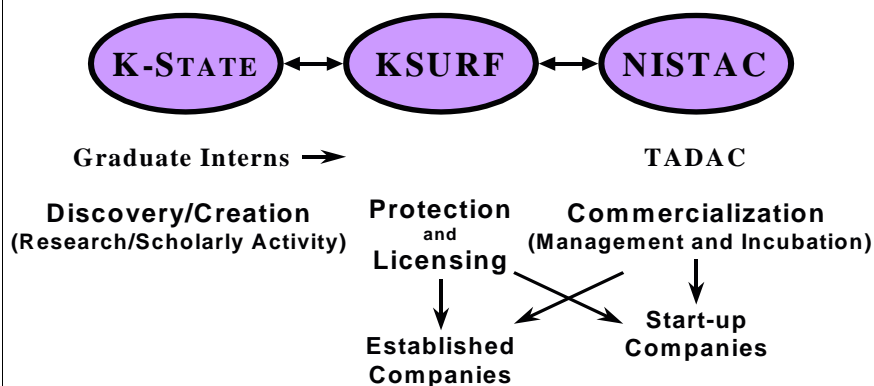 K-STATE
KSURF
NISTAC
Graduate Interns
TADAC
Discovery/Creation
(Research/Scholarly Activity)
Protection
and
Licensing
Commercialization
(Management and Incubation)
Established
Companies
Start-up
Companies